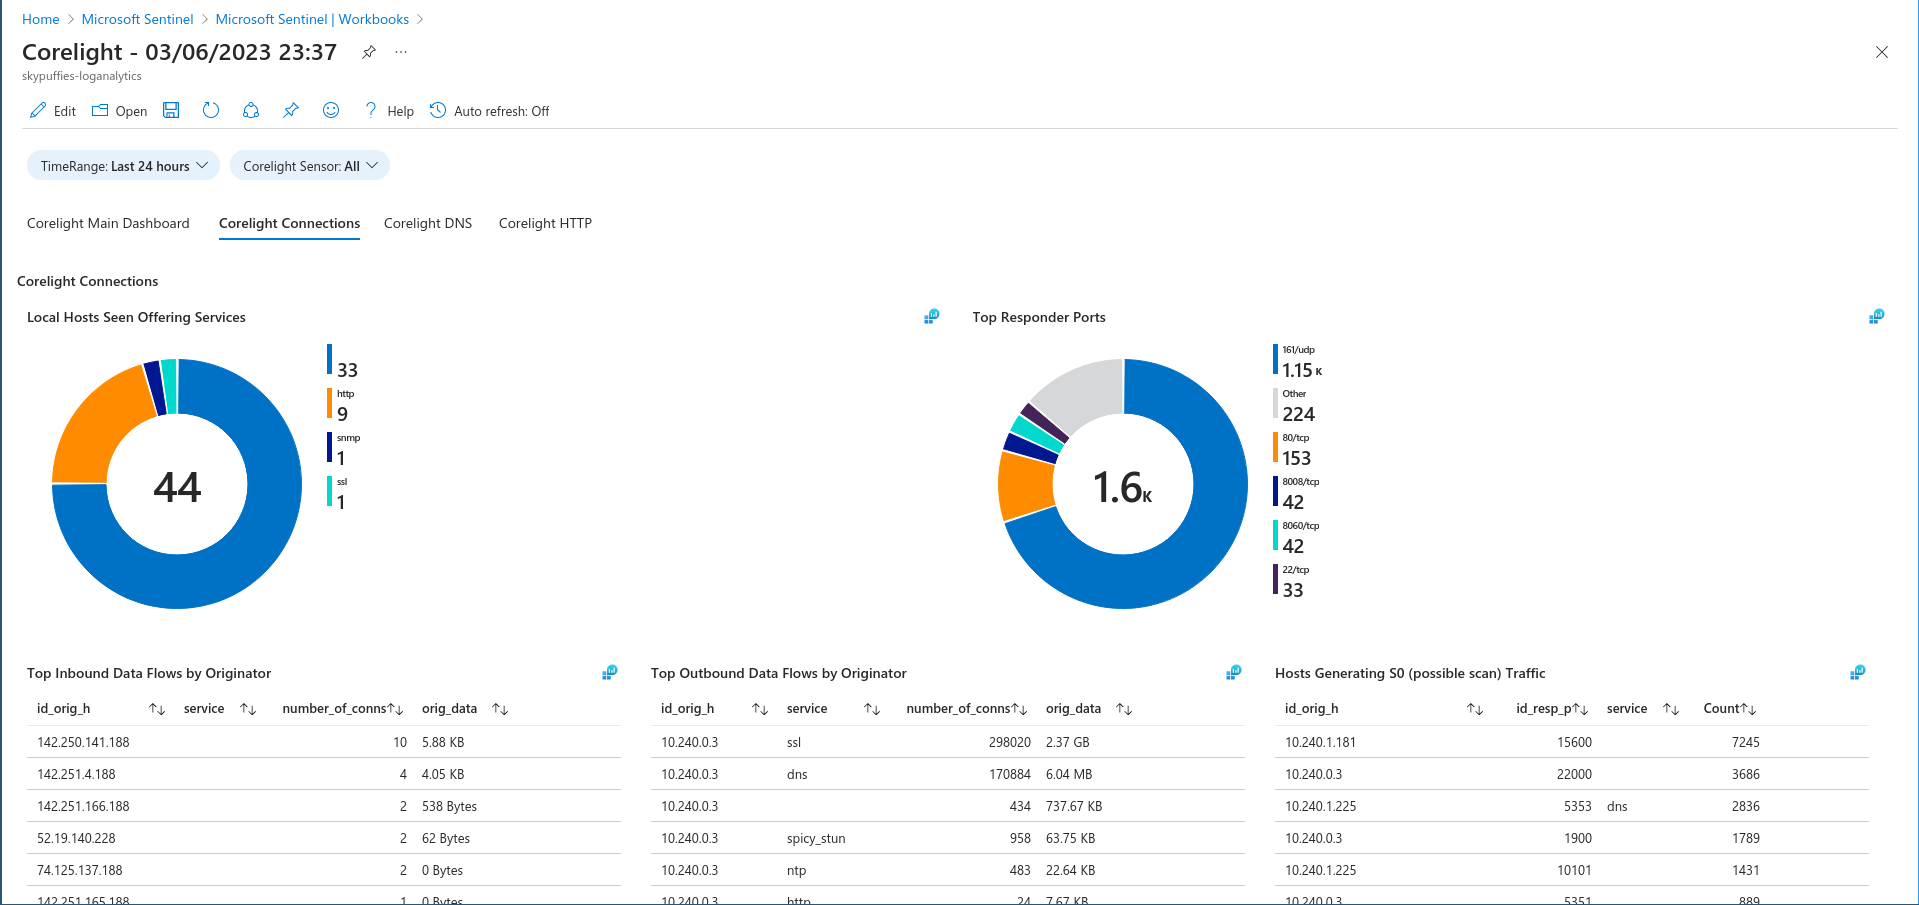 Home > Microsoft Sentinel > Microsoft Sentinel | Workbooks >
Corelight - 03/06/2023 23:37 ...
skypuffies-loganalytics
Edit Open ? Help Auto refresh: Off
TimeRange: Last 24 hours Corelight Sensor: All
Corelight Main Dashboard Corelight Connections Corelight DNS Corelight HTTP
Corelight Connections
Local Hosts Seen Offering Services
44
33
http
9
snmp
1
ssl
1
Top Responder Ports
1.6K
161/udp
1.15 K
Other
224
80/tcp
153
8008/tcp
42
8060/tcp
42
22/tcp
33
Top Inbound Data Flows by Originator
id_orig_h service number_of_conns orig_data
142.250.141.188 10 5.88 KB
142.251.4.188 4 4.05 KB
142.251.166.188 2 538 Bytes
52.19.140.228 2 62 Bytes
74.125.137.188 2 0 Bytes
142.251.165.188 1 0 Bytes
Top Outbound Data Flows by Originator
id_orig_h service number_of_conns orig_data
10.240.0.3 ssl 298020 2.37 GB
10.240.0.3 dns 170884 6.04 MB
10.240.0.3 434 737.67 KB
10.240.0.3 spicy_stun 958 63.75 KB
10.240.0.3 ntp 483 22.64 KB
10.240.0.3 http 24 7.67 KB
Hosts Generating S0 (possible scan) Traffic
id_orig_h id_resp_p service Count
10.240.1.181 15600 7245
10.240.0.3 22000 3686
10.240.1.225 5353 dns 2836
10.240.0.3 1900 1789
10.240.1.225 10101 1431
10.240.0.3 5351 889